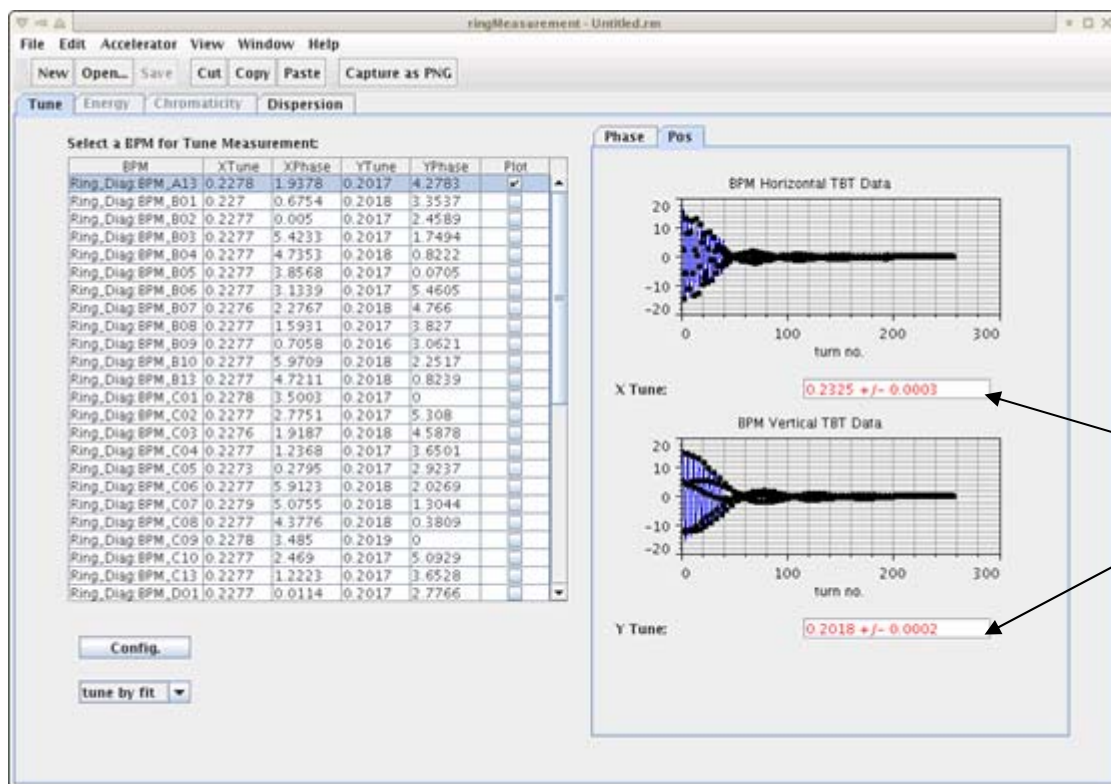 ringMeasurement - Untitled.rm
File Edit Accelerator View Window Help
New Open... Save Cut Copy Paste Capture as PNG
Tune Energy Chromaticity Dispersion
Select a BPM for Tune Measurement:
BPM XTune XPhase YTune YPhase Plot
Ring_Diag:BPM_A13 0.2278 1.9378 0.2017 4.2783
Ring_Diag:BPM_B01 0.227 0.6754 0.2018 3.3537
Ring_Diag:BPM_B02 0.2277 0.005 0.2017 2.4589
Ring_Diag:BPM_B03 0.2277 5.4233 0.2017 1.7494
Ring_Diag:BPM_B04 0.2277 4.7353 0.2018 0.8222
Ring_Diag:BPM_B05 0.2277 3.8568 0.2017 0.0705
Ring_Diag:BPM_B06 0.2277 3.1339 0.2017 5.4605
Ring_Diag:BPM_B07 0.2276 2.2767 0.2018 4.766
Ring_Diag:BPM_B08 0.2277 1.5931 0.2017 3.827
Ring_Diag:BPM_B09 0.2277 0.7058 0.2016 3.0621
Ring_Diag:BPM_B10 0.2277 5.9709 0.2018 2.2517
Ring_Diag:BPM_B13 0.2277 4.7211 0.2018 0.8239
Ring_Diag:BPM_C01 0.2278 3.5003 0.2017 0
Ring_Diag:BPM_C02 0.2277 2.7751 0.2017 5.308
Ring_Diag:BPM_C03 0.2276 1.9187 0.2018 4.5878
Ring_Diag:BPM_C04 0.2277 1.2368 0.2017 3.6501
Ring_Diag:BPM_C05 0.2273 0.2795 0.2017 2.9237
Ring_Diag:BPM_C06 0.2277 5.9123 0.2018 2.0269
Ring_Diag:BPM_C07 0.2279 5.0755 0.2018 1.3044
Ring_Diag:BPM_C08 0.2277 4.3776 0.2018 0.3809
Ring_Diag:BPM_C09 0.2278 3.485 0.2019 0
Ring_Diag:BPM_C10 0.2277 2.469 0.2017 5.0929
Ring_Diag:BPM_C13 0.2277 1.2223 0.2017 3.6528
Ring_Diag:BPM_D01 0.2277 0.0114 0.2017 2.7766
Config.
tune by fit
Phase Pos
BPM Horizontal TBT Data
20
10
0
-10
-20
0 100 200 300
turn no.
X Tune: 0.2325 +/- 0.0003
BPM Vertical TBT Data
20
10
0
-10
-20
0 100 200 300
turn no.
Y Tune: 0.2018 +/- 0.0002